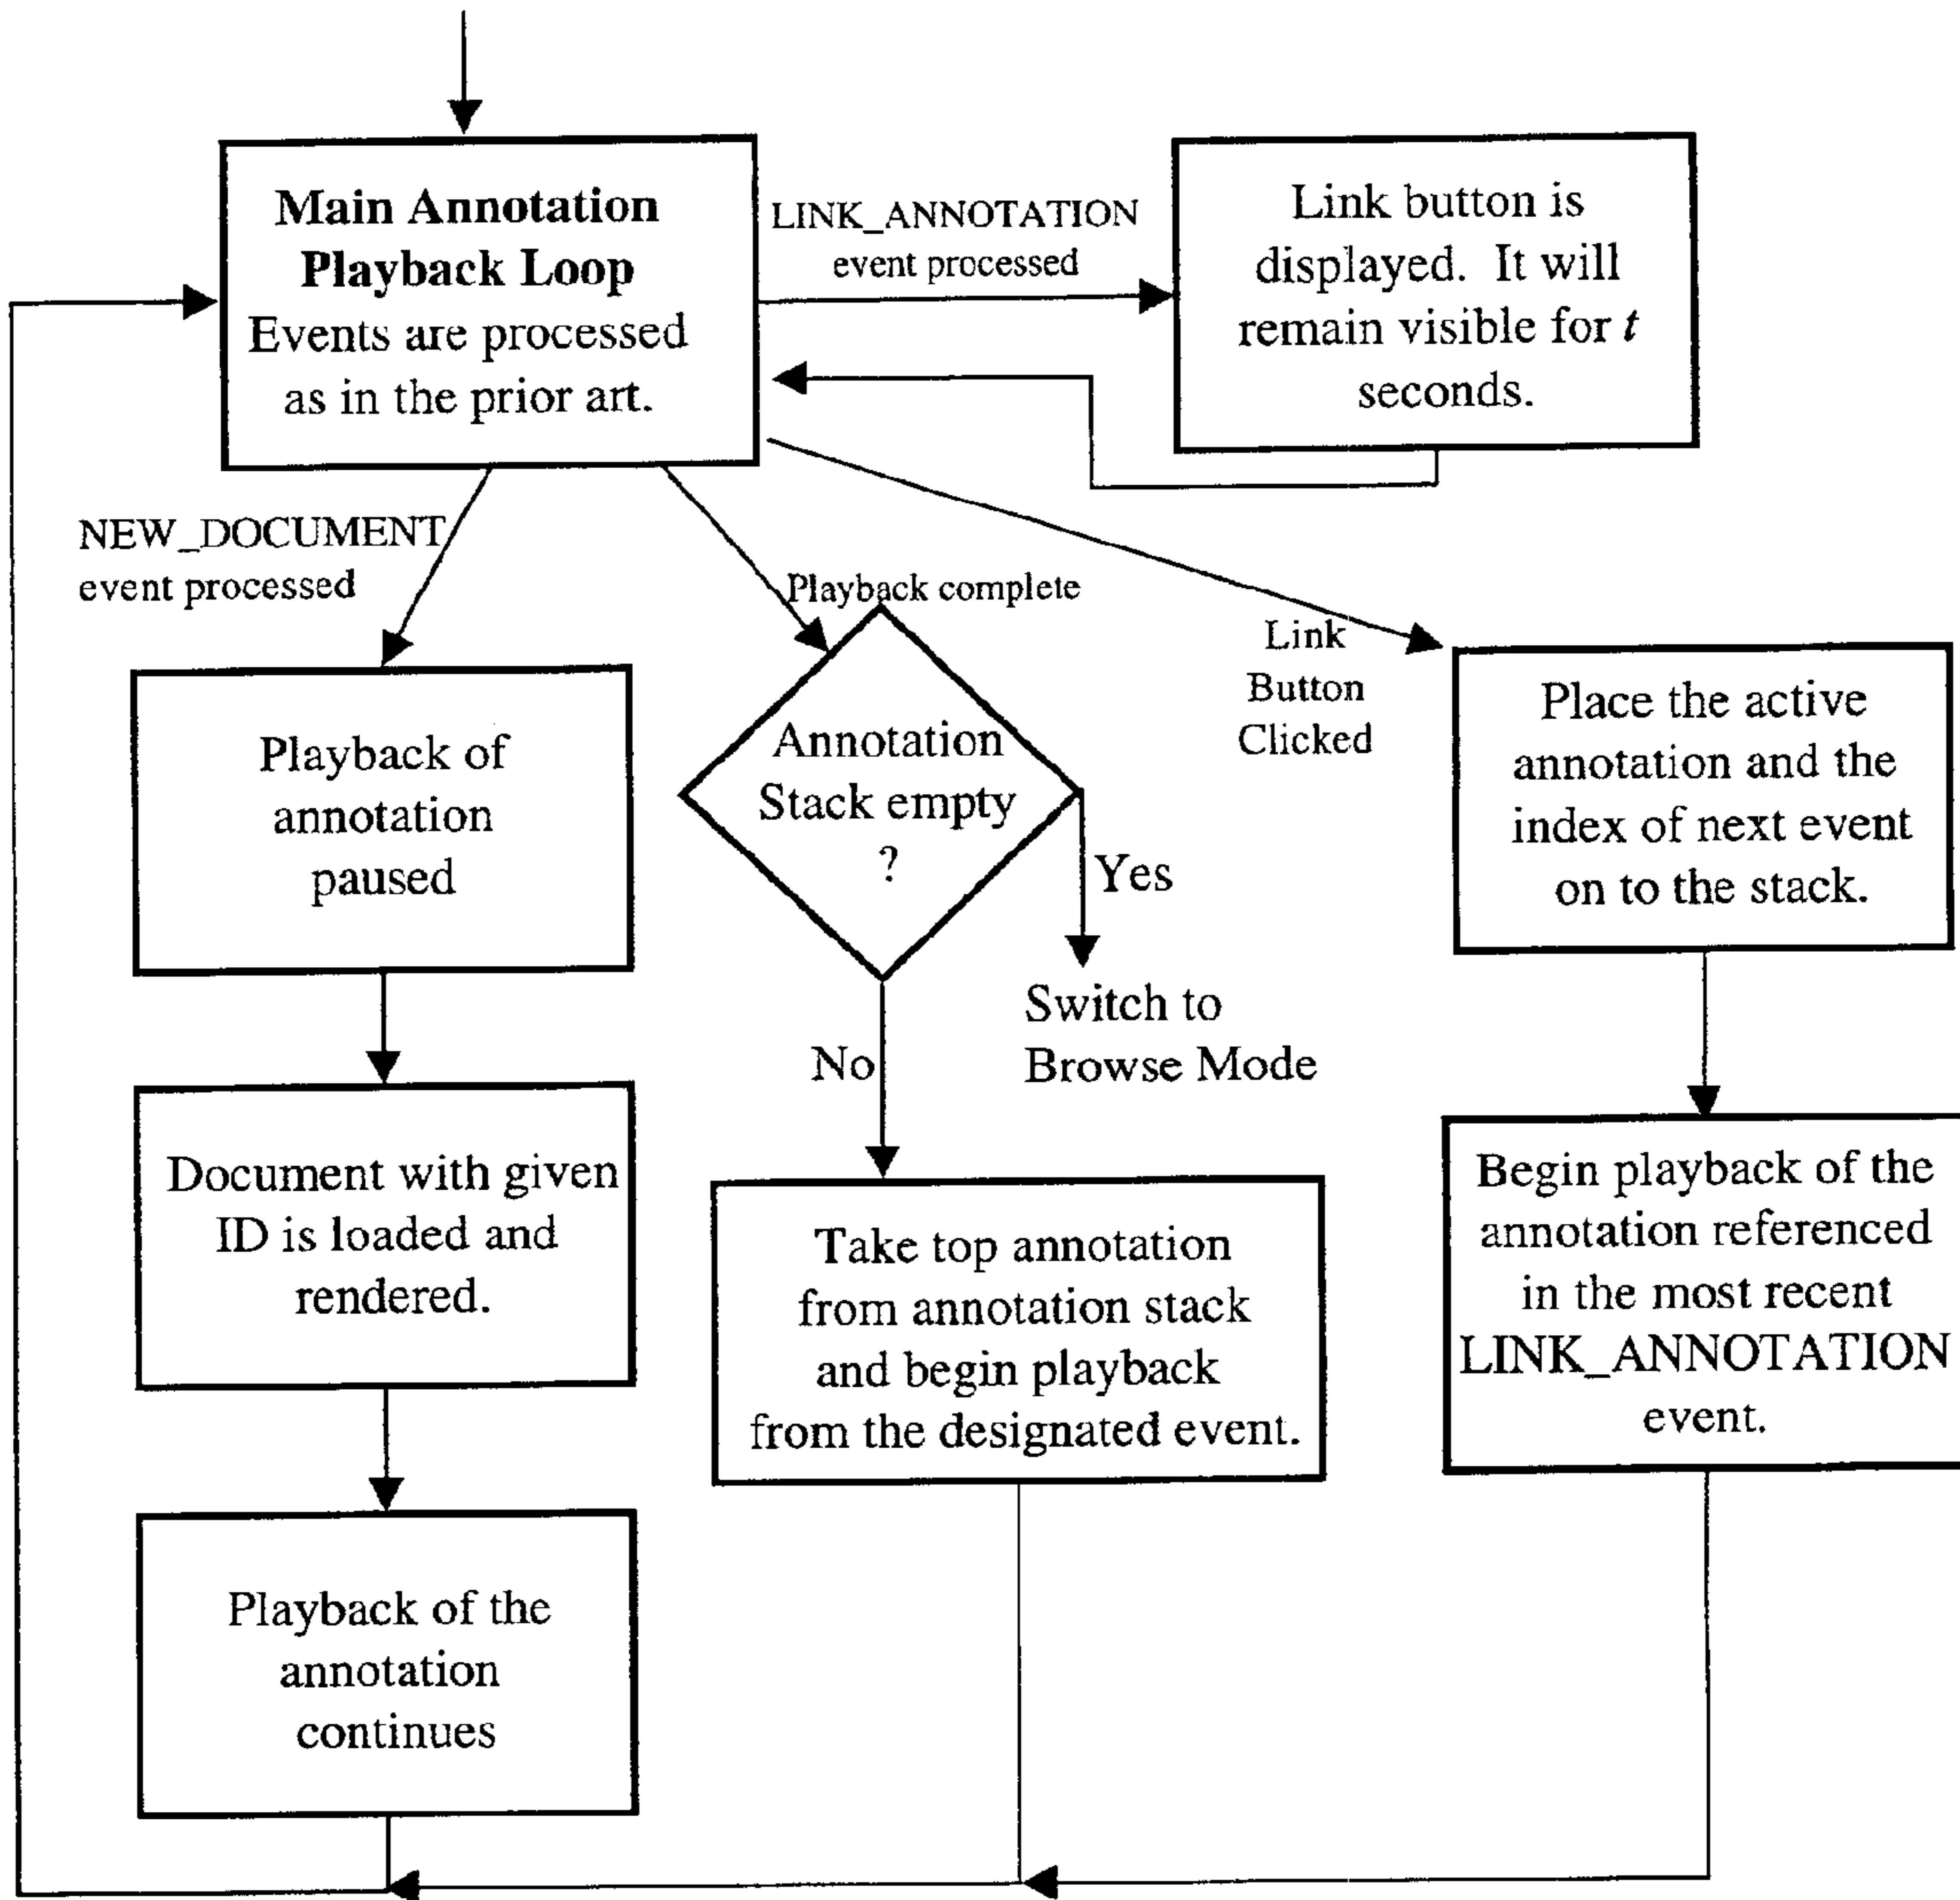 Main Annotation
Playback Loop
Events are processed
as in the prior art.
LINK_ANNOTATION
event processed
Link button is
displayed. It will
remain visible for t
seconds.
NEW_DOCUMENT
event processed
Playback complete
Link
Button
Clicked
Playback of
annotation
paused
Annotation
Stack empty
?
Yes
Switch to
Browse Mode
No
Place the active
annotation and the
index of next event
on to the stack.
Document with given
ID is loaded and
rendered.
Take top annotation
from annotation stack
and begin playback
from the designated event.
Begin playback of the
annotation referenced
in the most recent
LINK_ANNOTATION
event.
Playback of the
annotation
continues